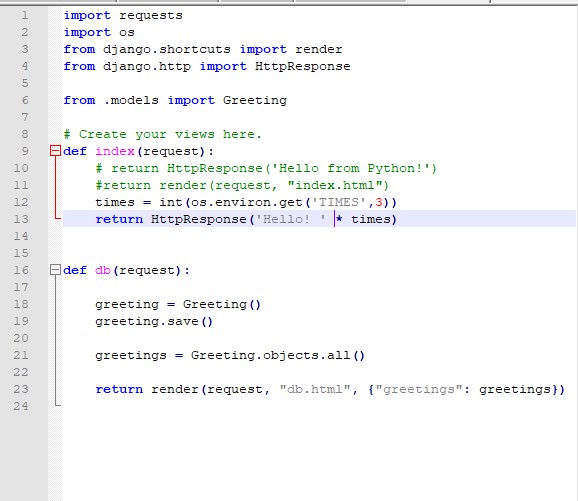 1 import requests
2 import os
3 from django.shortcuts import render
4 from django.http import HttpResponse
5
6 from .models import Greeting
7
8 # Create your views here.
9 def index(request):
10     # return HttpResponse('Hello from Python!')
11     #return render(request, "index.html")
12     times = int(os.environ.get('TIMES',3))
13     return HttpResponse('Hello! ' * times)
14
15
16 def db(request):
17
18     greeting = Greeting()
19     greeting.save()
20
21     greetings = Greeting.objects.all()
22
23     return render(request, "db.html", {"greetings": greetings})
24